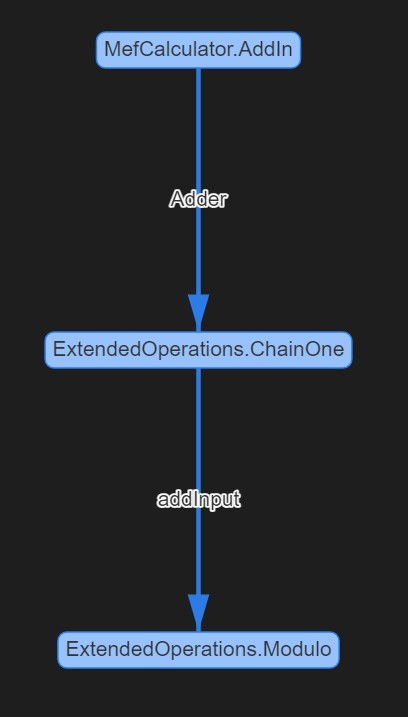 MefCalculator.AddIn
Adder
ExtendedOperations.ChainOne
addInput
ExtendedOperations.Modulo